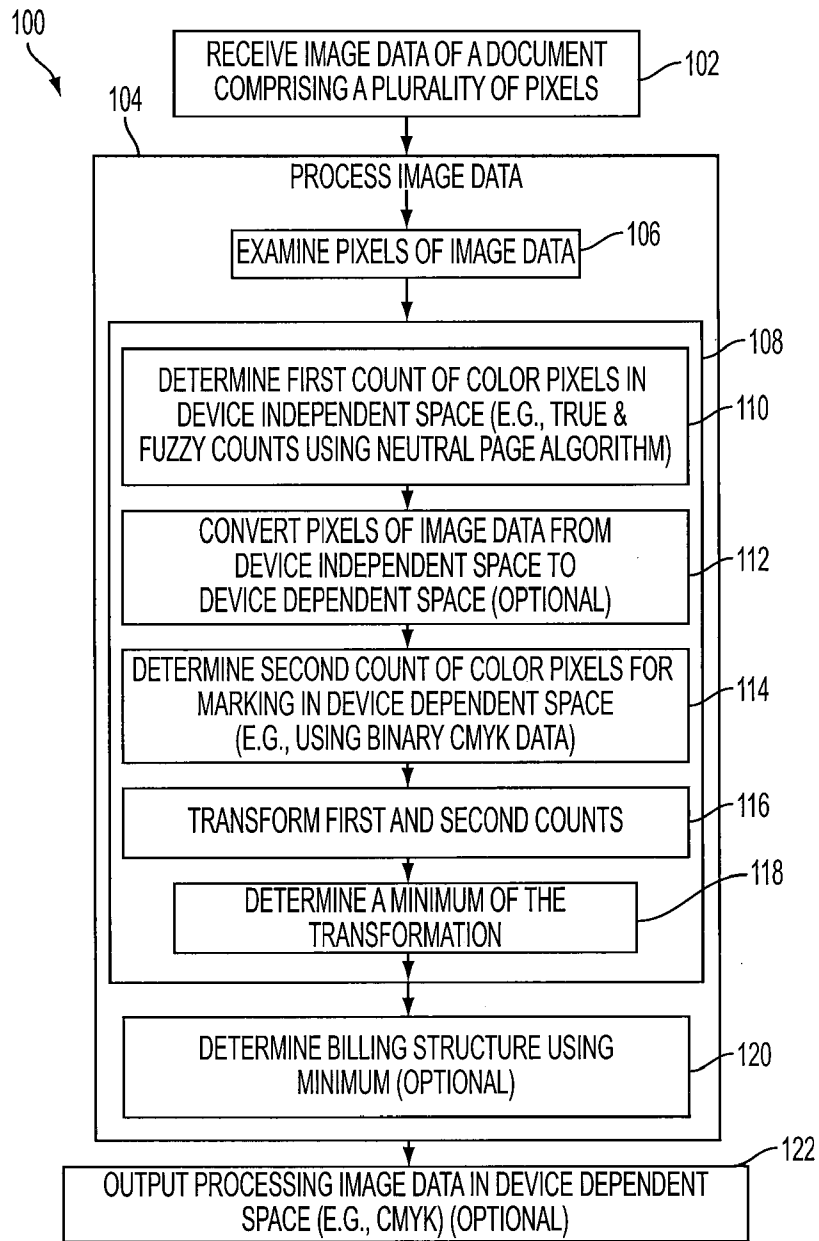 100
RECEIVE IMAGE DATA OF A DOCUMENT
COMPRISING A PLURALITY OF PIXELS
102
104
PROCESS IMAGE DATA
EXAMINE PIXELS OF IMAGE DATA
106
108
DETERMINE FIRST COUNT OF COLOR PIXELS IN
DEVICE INDEPENDENT SPACE (E.G., TRUE &
FUZZY COUNTS USING NEUTRAL PAGE ALGORITHM)
110
CONVERT PIXELS OF IMAGE DATA FROM
DEVICE INDEPENDENT SPACE TO
DEVICE DEPENDENT SPACE (OPTIONAL)
112
DETERMINE SECOND COUNT OF COLOR PIXELS FOR
MARKING IN DEVICE DEPENDENT SPACE
(E.G., USING BINARY CMYK DATA)
114
TRANSFORM FIRST AND SECOND COUNTS
116
DETERMINE A MINIMUM OF THE
TRANSFORMATION
118
DETERMINE BILLING STRUCTURE USING
MINIMUM (OPTIONAL)
120
OUTPUT PROCESSING IMAGE DATA IN DEVICE DEPENDENT
SPACE (E.G., CMYK) (OPTIONAL)
122